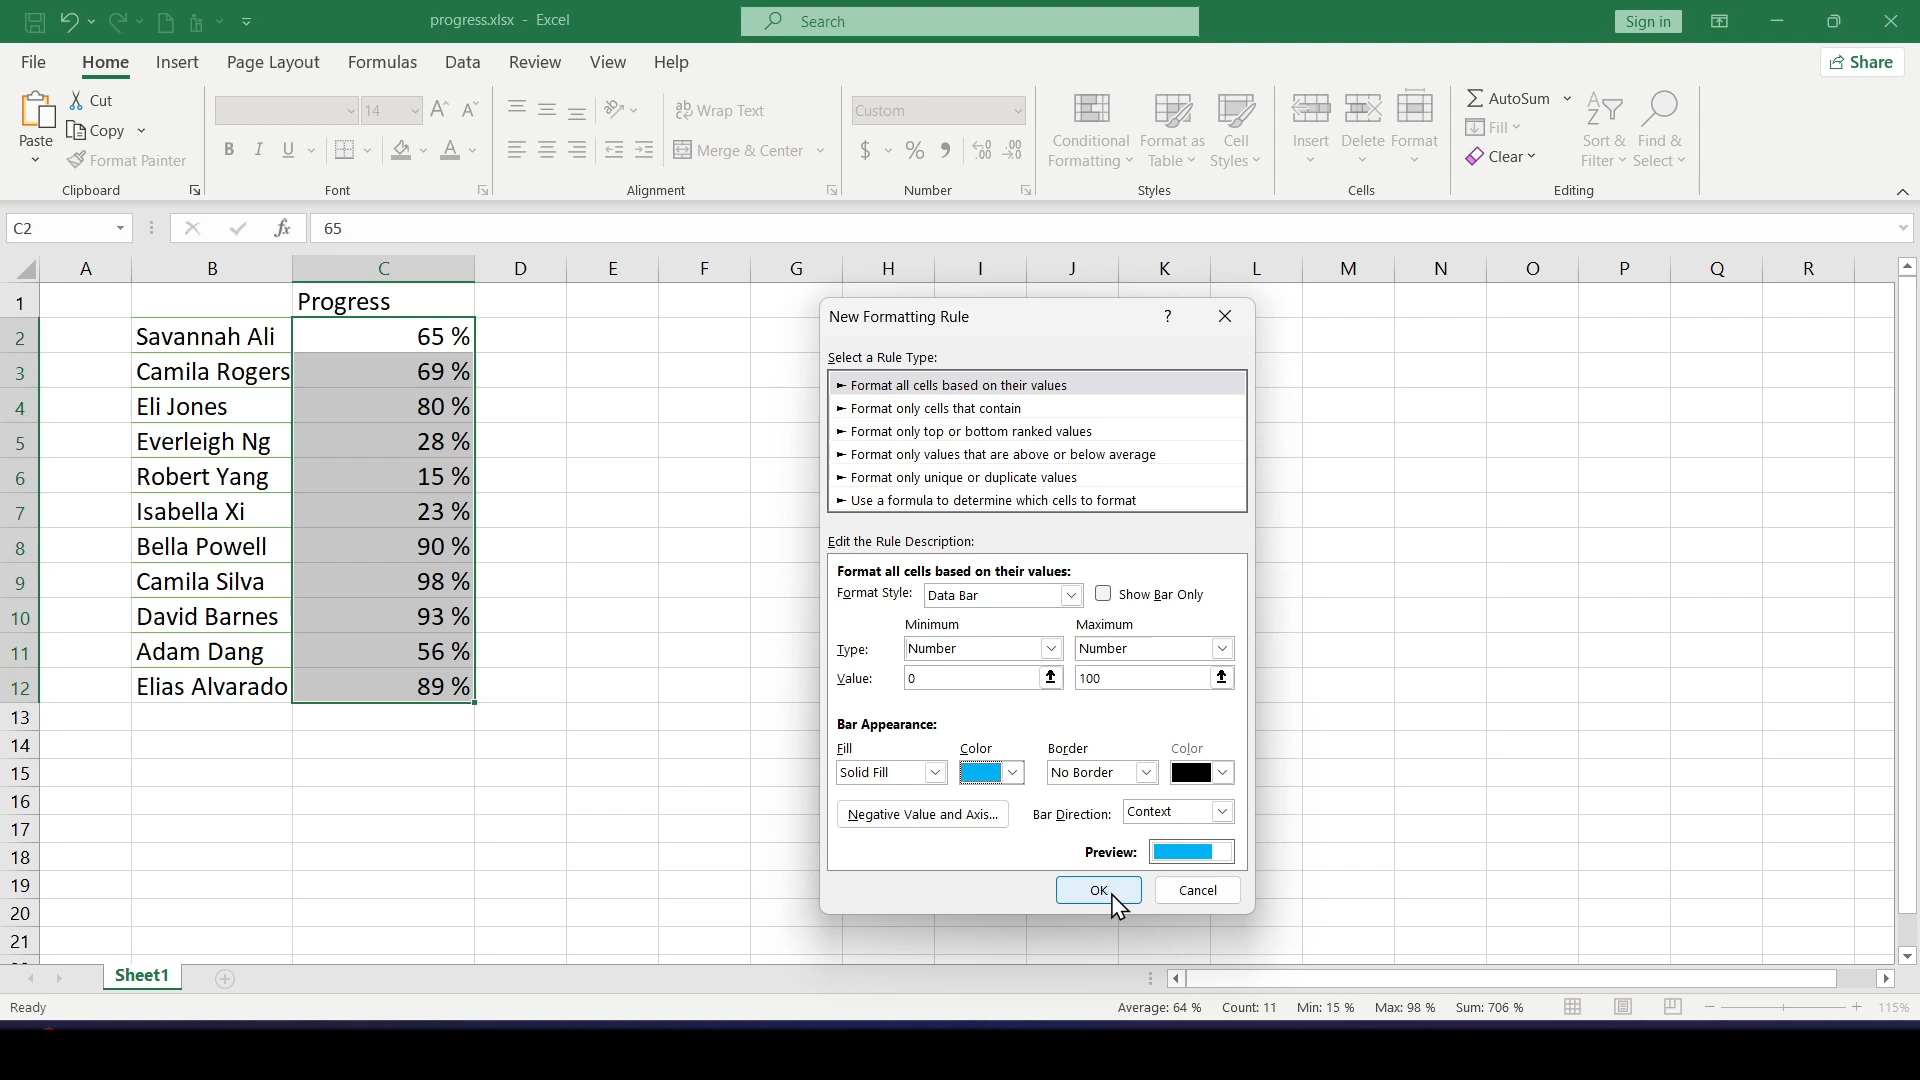 progress.xlsx - Excel
Search
Sign in
File Home Insert Page Layout Formulas Data Review View Help
Share
Paste
Cut
Copy
Format Painter
Clipboard
14
B I U
Font
ab Wrap Text
Merge & Center
Alignment
Custom
$ % 9
Number
Conditional Formatting
Format as Table
Cell Styles
Styles
Insert Delete Format
Cells
AutoSum
Fill
Clear
Sort & Filter
Find & Select
Editing
C2
fx
65
A B C D E F G H I J K L M N O P Q R
1 Progress
2 Savannah Ali 65 %
3 Camila Rogers 69 %
4 Eli Jones 80 %
5 Everleigh Ng 28 %
6 Robert Yang 15 %
7 Isabella Xi 23 %
8 Bella Powell 90 %
9 Camila Silva 98 %
10 David Barnes 93 %
11 Adam Dang 56 %
12 Elias Alvarado 89 %
13
14
15
16
17
18
19
20
21
New Formatting Rule ?
Select a Rule Type:
► Format all cells based on their values
► Format only cells that contain
► Format only top or bottom ranked values
► Format only values that are above or below average
► Format only unique or duplicate values
► Use a formula to determine which cells to format
Edit the Rule Description:
Format all cells based on their values:
Format Style: Data Bar Show Bar Only
Minimum Maximum
Type: Number Number
Value: 0 100
Bar Appearance:
Fill Color Border Color
Solid Fill No Border
Negative Value and Axis... Bar Direction: Context
Preview:
OK Cancel
Sheet1
Ready
Average: 64 % Count: 11 Min: 15 % Max: 98 % Sum: 706 %
115%